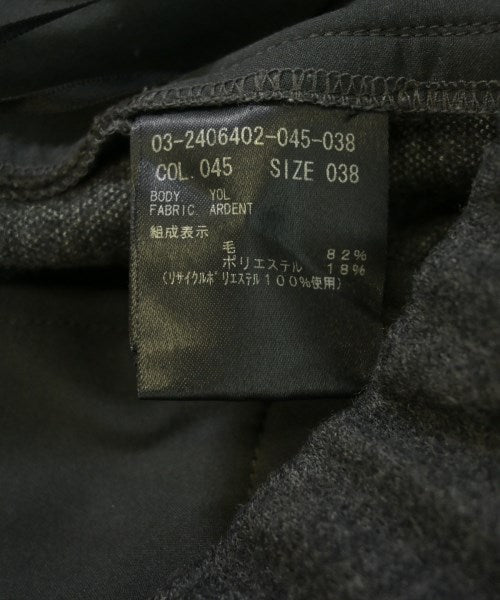 03-2406402-045-038
COL. 045 SIZE 038
BODY YOL
FABRIC ARDENT
組成表示
毛 82%
ポリエステル 18%
(リサイクルポリエステル100%使用)